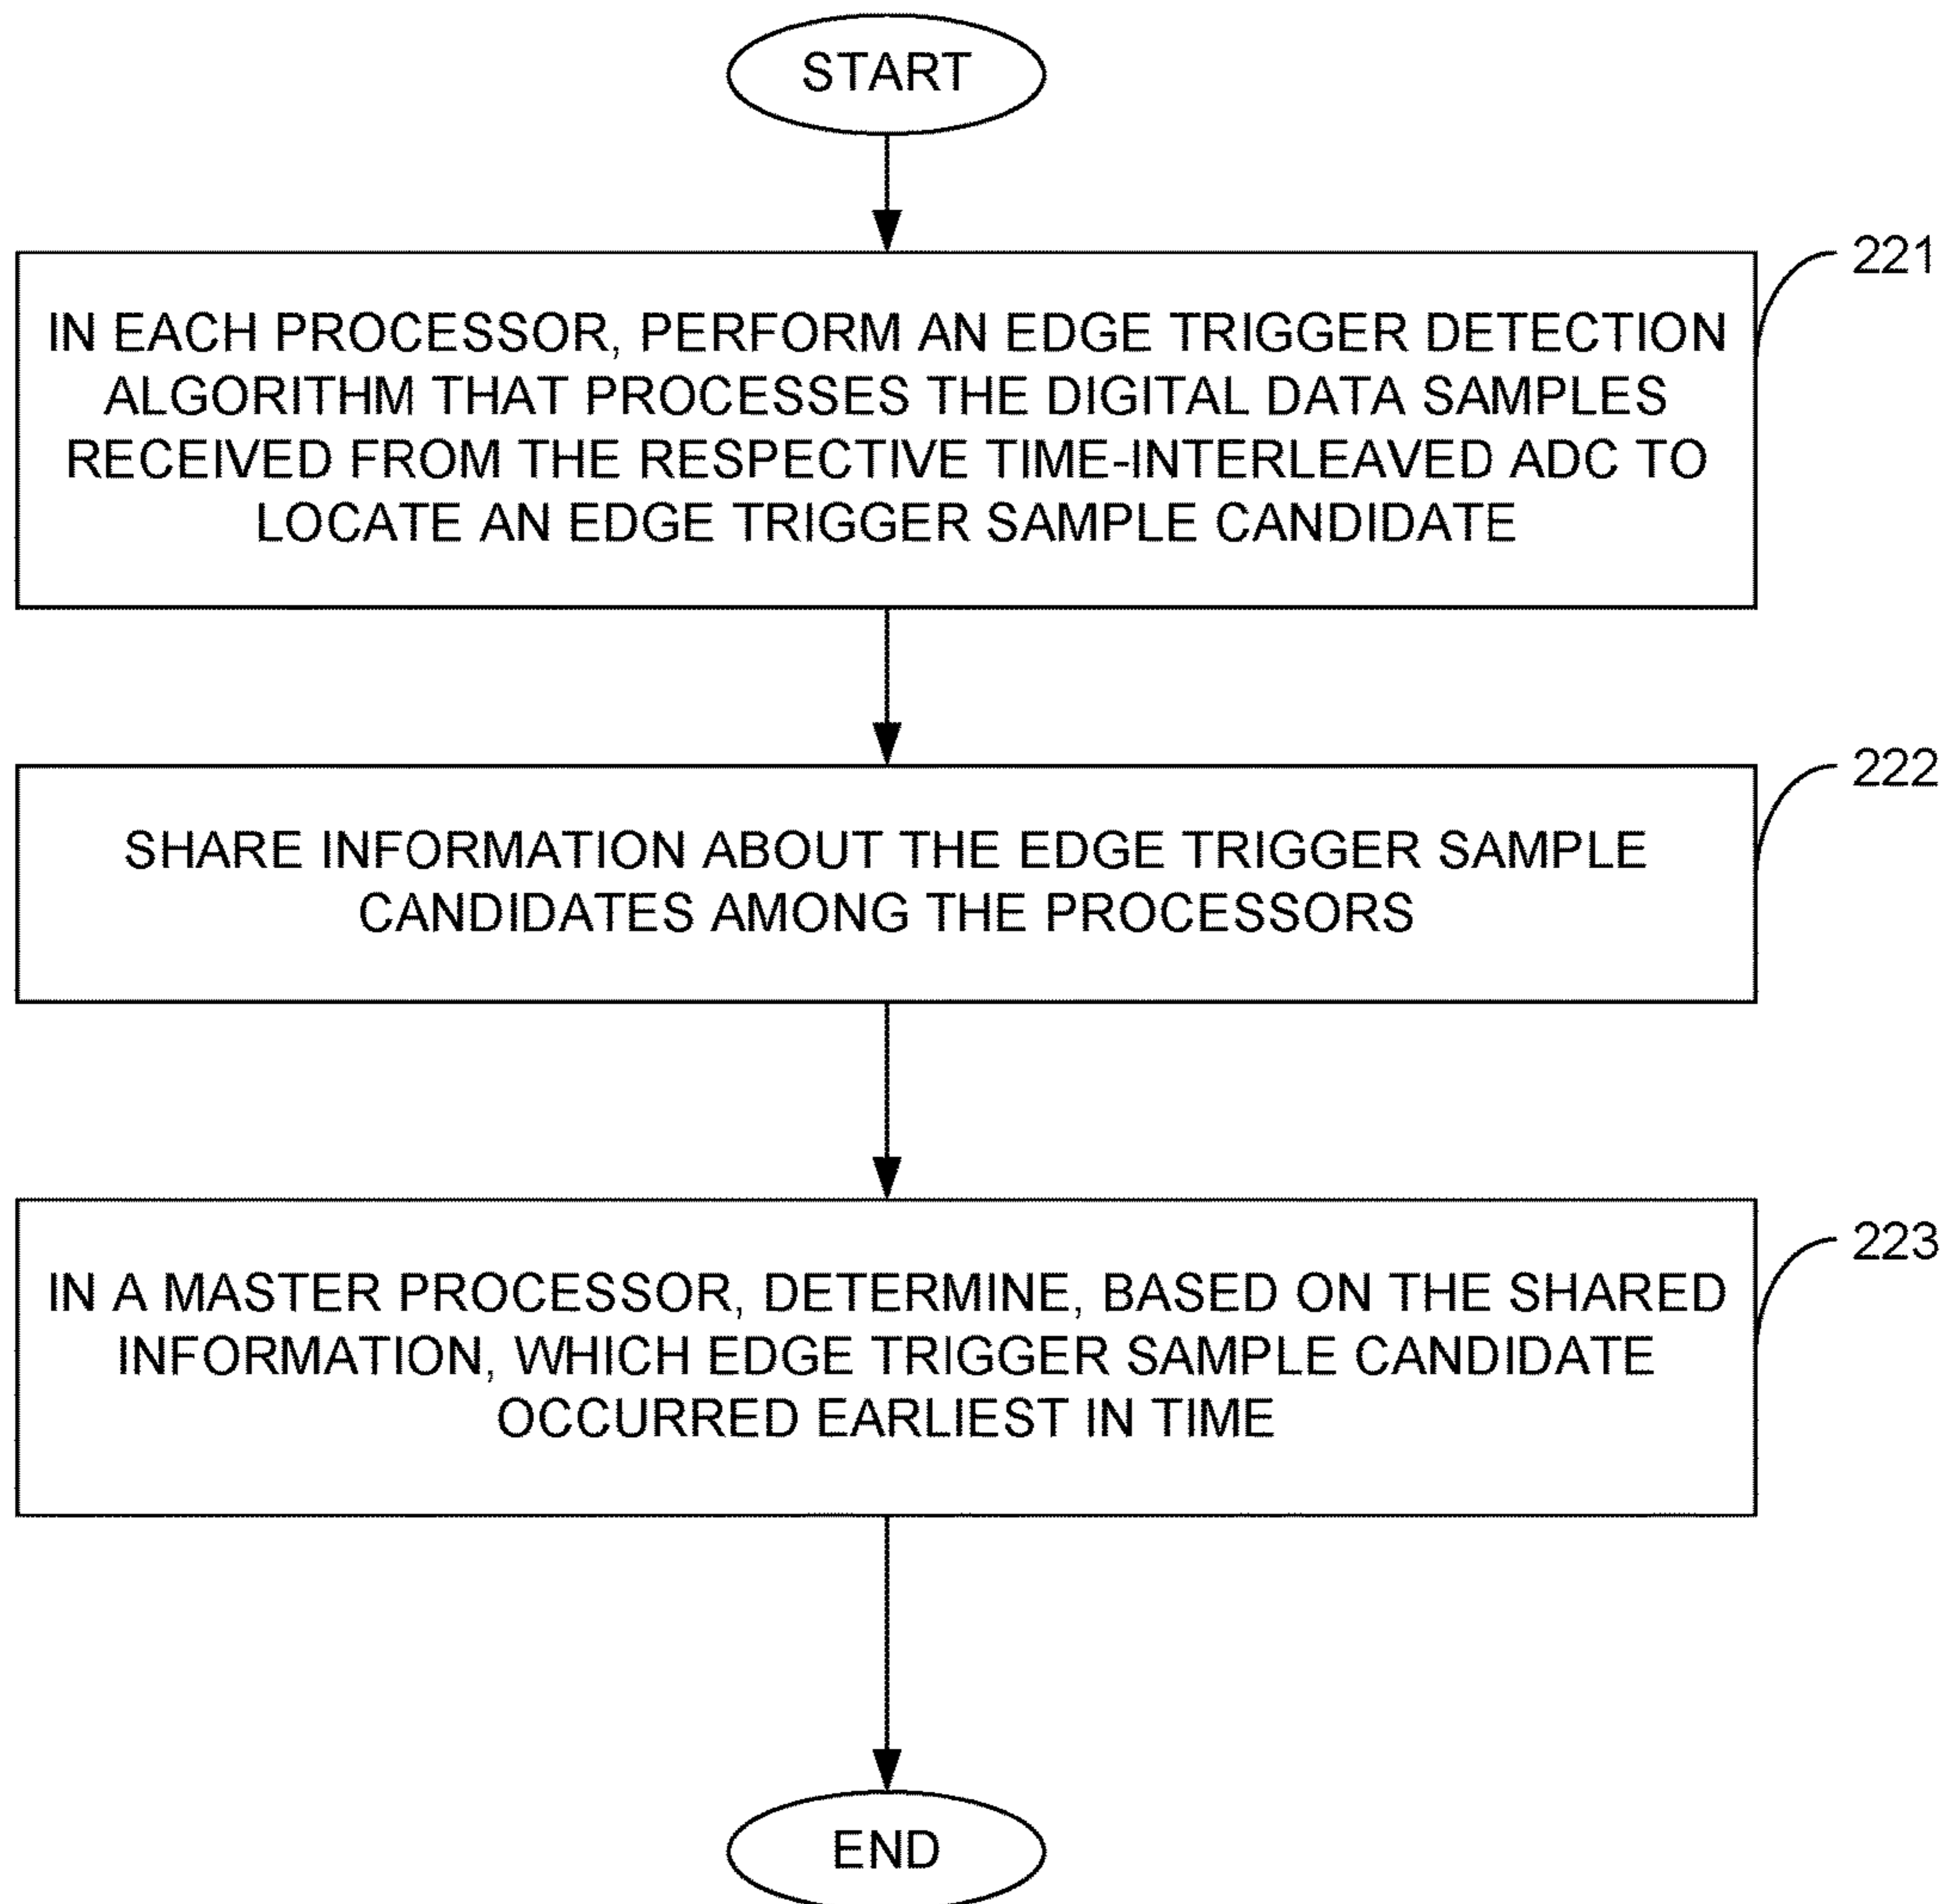 START
221
IN EACH PROCESSOR, PERFORM AN EDGE TRIGGER DETECTION
ALGORITHM THAT PROCESSES THE DIGITAL DATA SAMPLES
RECEIVED FROM THE RESPECTIVE TIME-INTERLEAVED ADC TO
LOCATE AN EDGE TRIGGER SAMPLE CANDIDATE
222
SHARE INFORMATION ABOUT THE EDGE TRIGGER SAMPLE
CANDIDATES AMONG THE PROCESSORS
223
IN A MASTER PROCESSOR, DETERMINE, BASED ON THE SHARED
INFORMATION, WHICH EDGE TRIGGER SAMPLE CANDIDATE
OCCURRED EARLIEST IN TIME
END